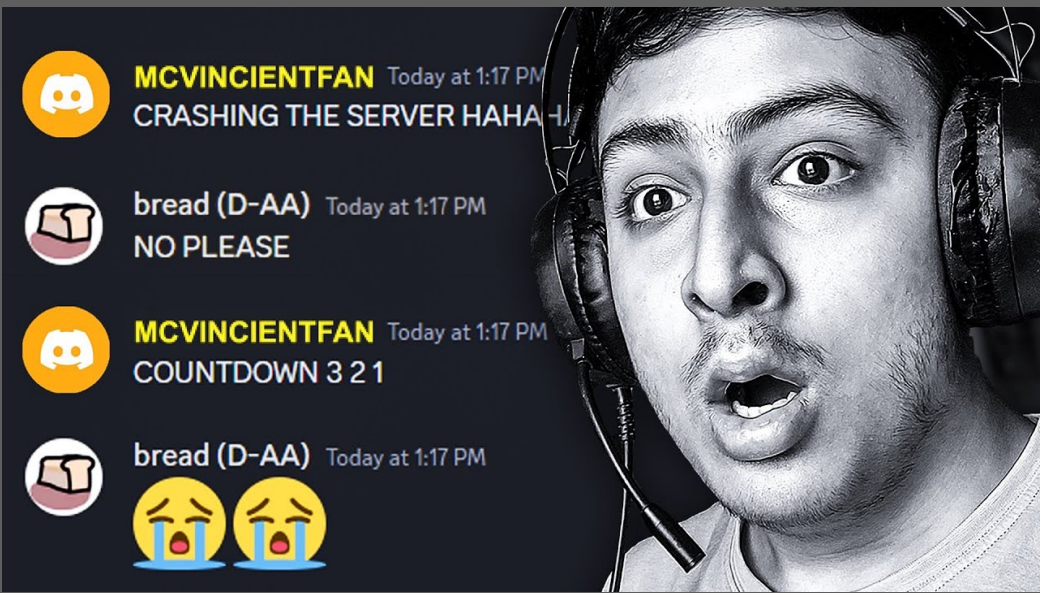 MCVINCIENTFAN Today at 1:17 PM
CRASHING THE SERVER HAHAHA
bread (D-AA) Today at 1:17 PM
NO PLEASE
MCVINCIENTFAN Today at 1:17 PM
COUNTDOWN 3 2 1
bread (D-AA) Today at 1:17 PM